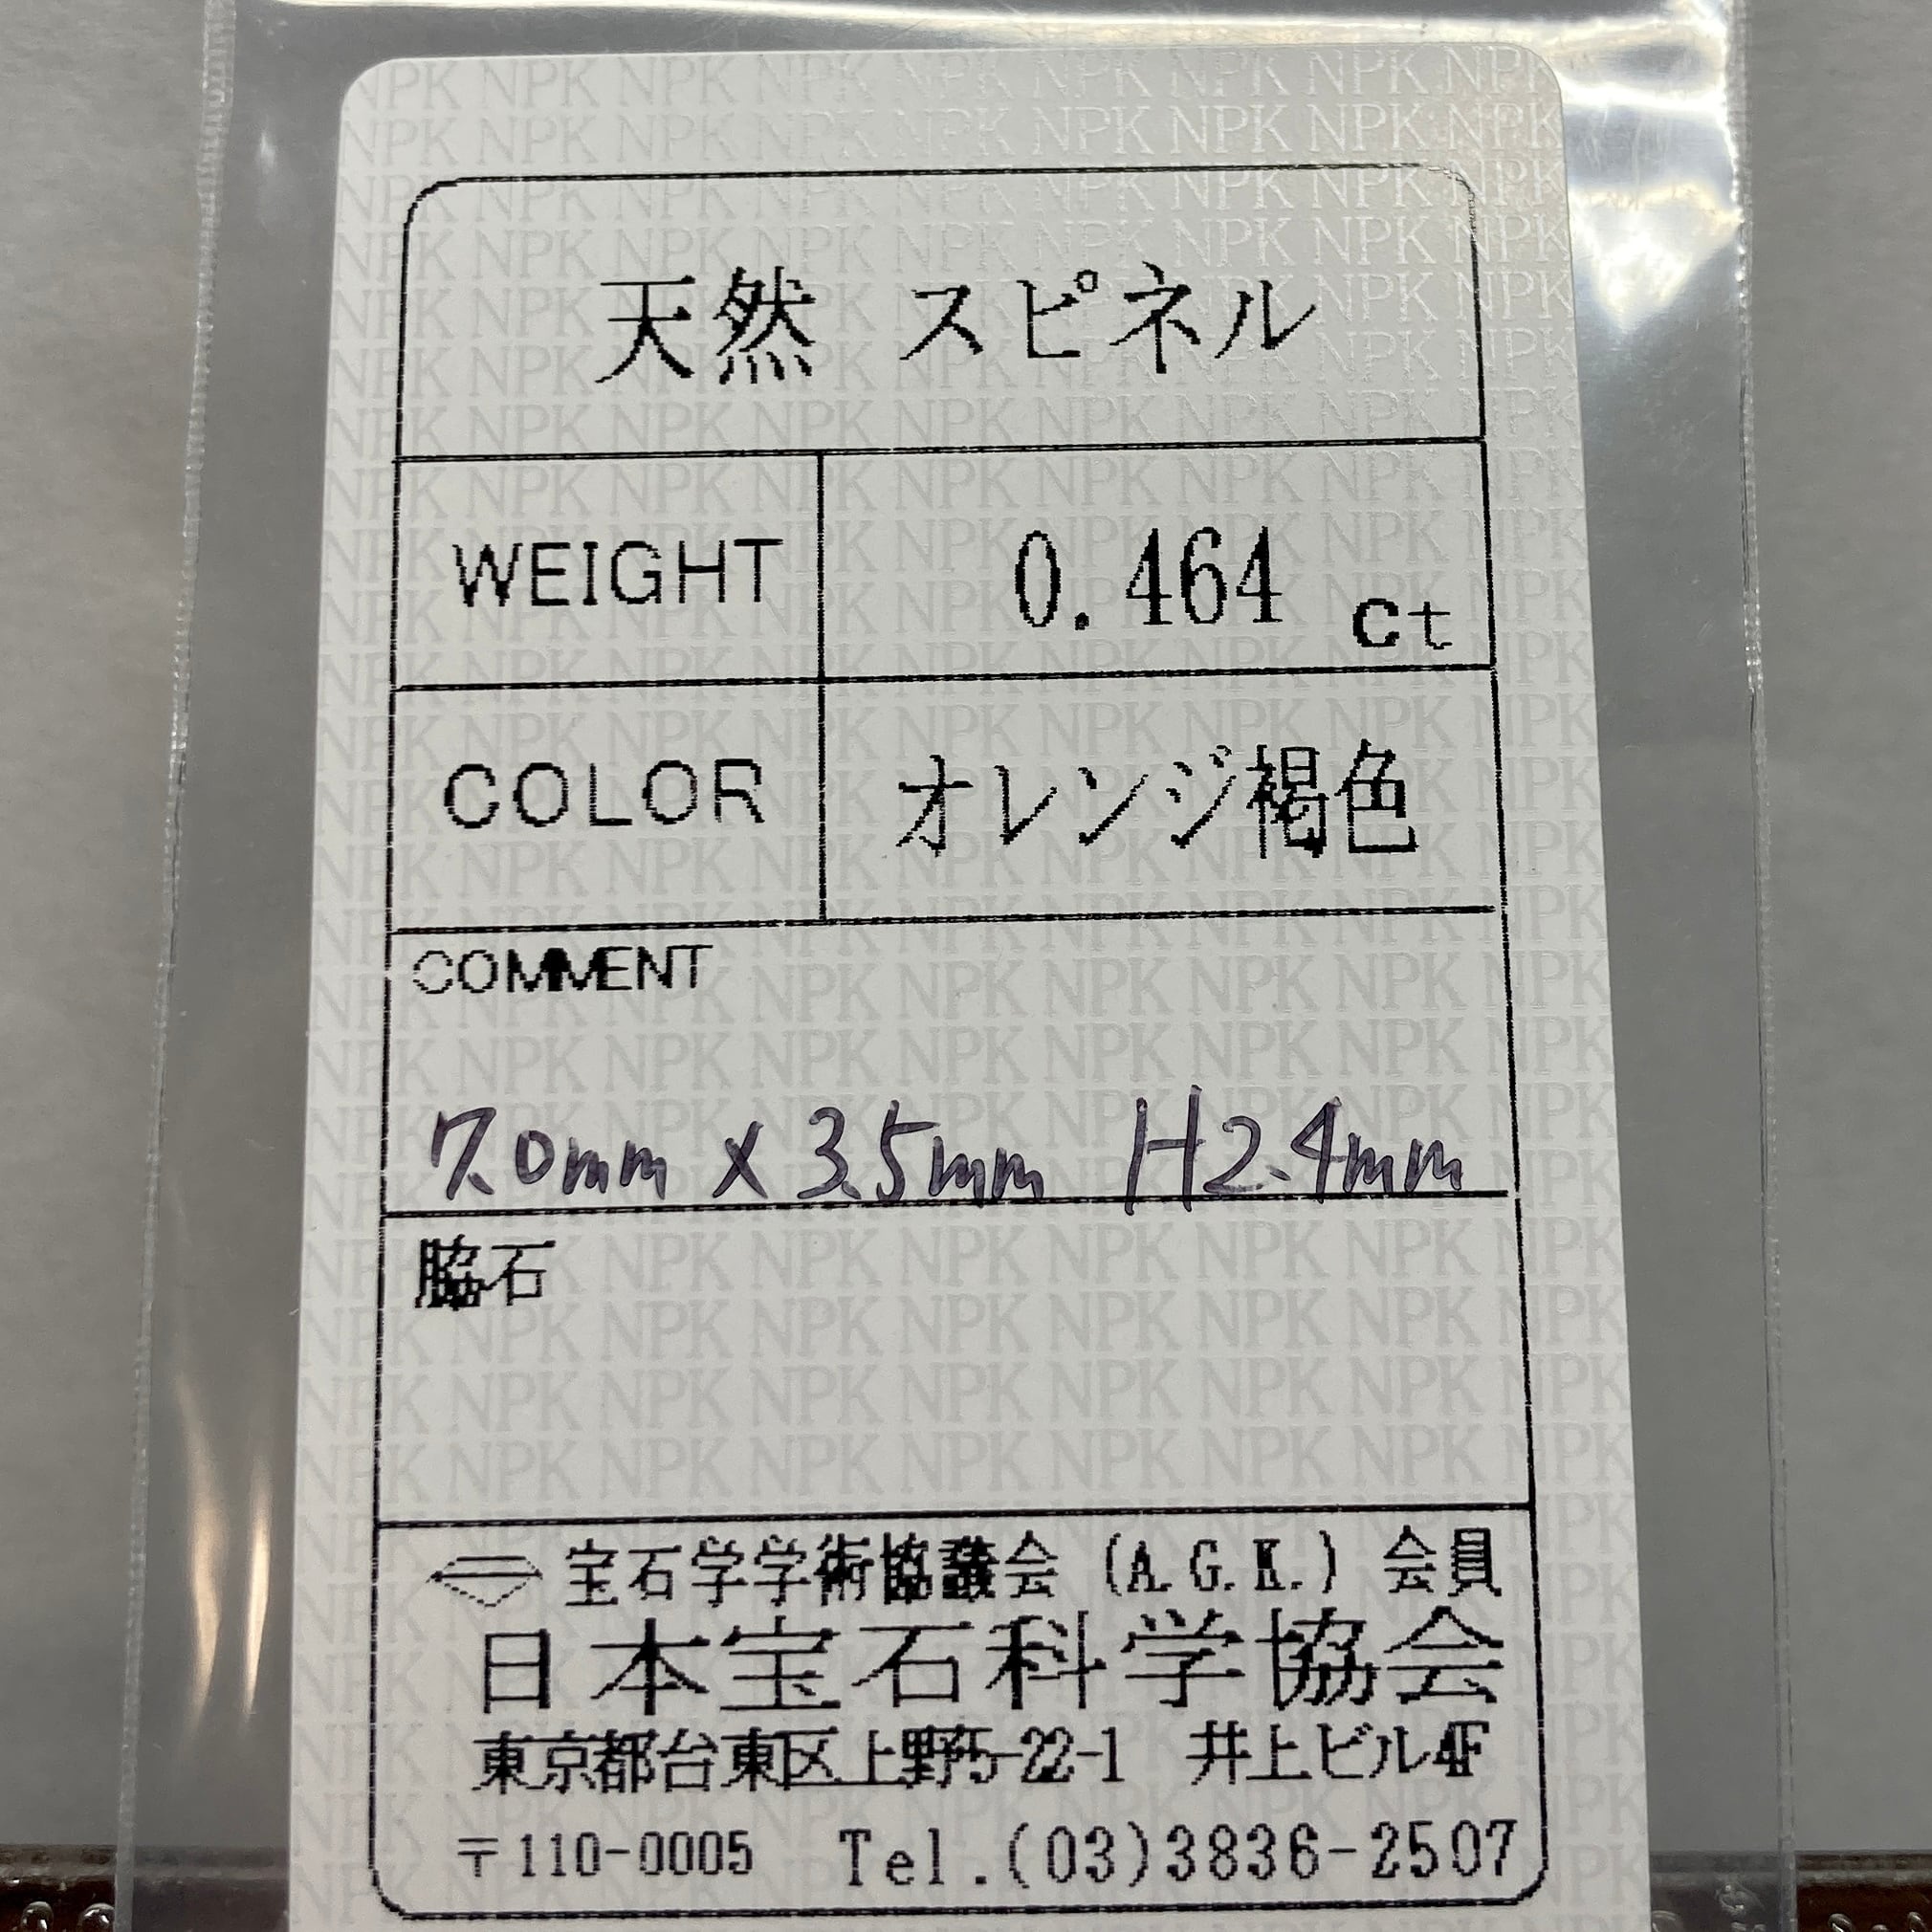 天然 スピネル
WEIGHT 0.464 ct
COLOR オレンジ褐色
COMMENT
7.0mm x 3.5mm H2.4mm
脇石
宝石学学術協議会 (A.G.K.) 会員
日本宝石科学協会
東京都台東区上野5-22-1 井上ビル4F
〒110-0005 Tel.(03)3836-2507